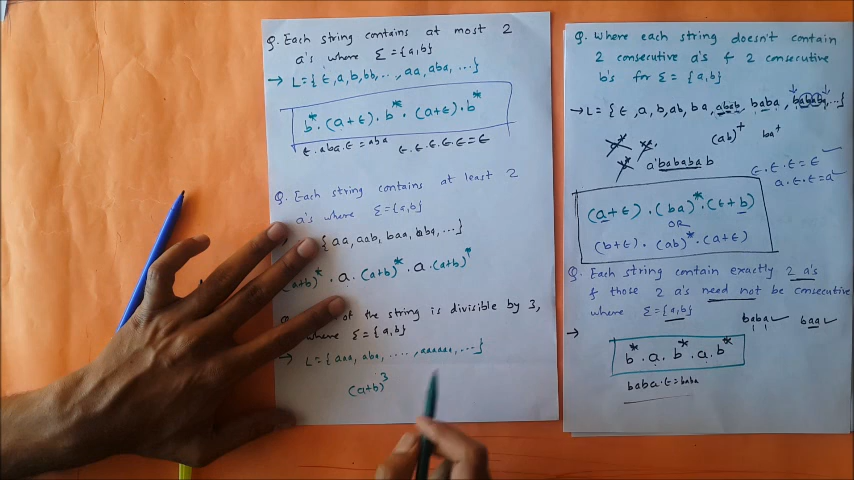 Q. Each string contains at most 2
a's where Σ={a,b}
→ L={ε,a,b,bb,..,aa,aba,...}
b*.(a+ε).b*.(a+ε).b*
ε.aba.ε=aba ε.ε.ε.ε.ε=ε
Q. Each string contains at least 2
a's where Σ={a,b}
{aa,aab,baa,bba,...}
(a+b)*.a.(a+b)*.a.(a+b)*
of the string is divisible by 3,
where Σ={a,b}
→ L={aaa,aba,....,aaaaaa,...}
(a+b)³
Q. Where each string doesn't contain
2 consecutive a's & 2 consecutive
b's for Σ={a,b}
→L={ε,a,b,ab,ba,abab,baba,babab,...}
(ab)⁺ ba⁺
a'bababab
ε.ε.ε=ε ✓
a.ε.ε=a✓
(a+ε).(ba)*.(ε+b)
OR
(b+ε).(ab)*.(a+ε)
Q. Each string contain exactly 2 a's
& those 2 a's need not be consecutive
where Σ={a,b}
baba✓ baa✓
→
b*.a.b*.a.b*
baba.ε=baba